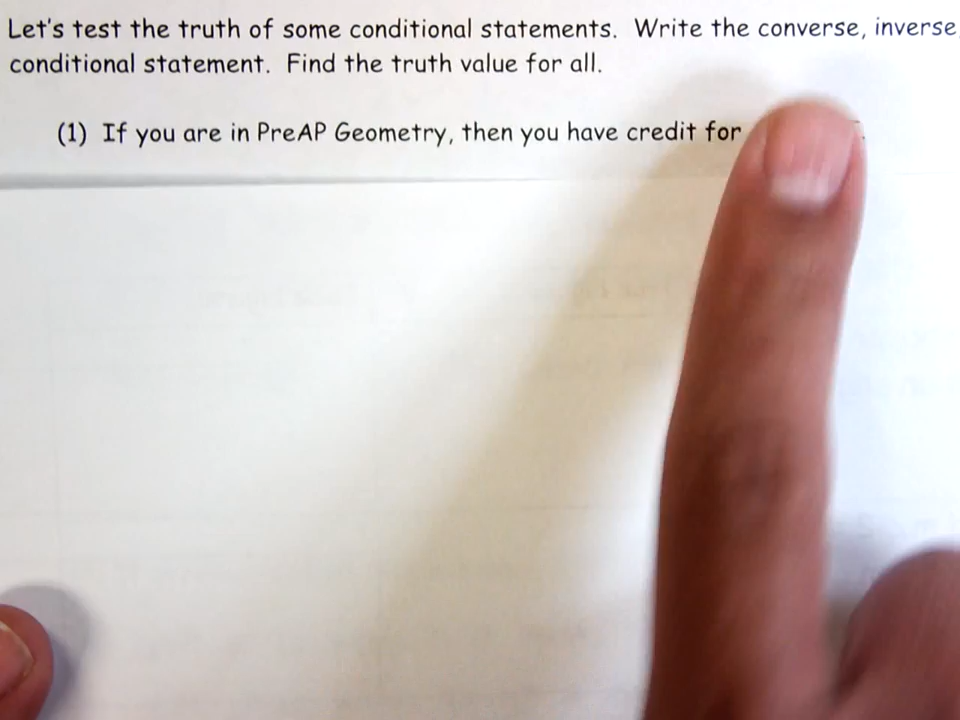 Let's test the truth of some conditional statements. Write the converse, inverse,
conditional statement. Find the truth value for all.
(1) If you are in PreAP Geometry, then you have credit for